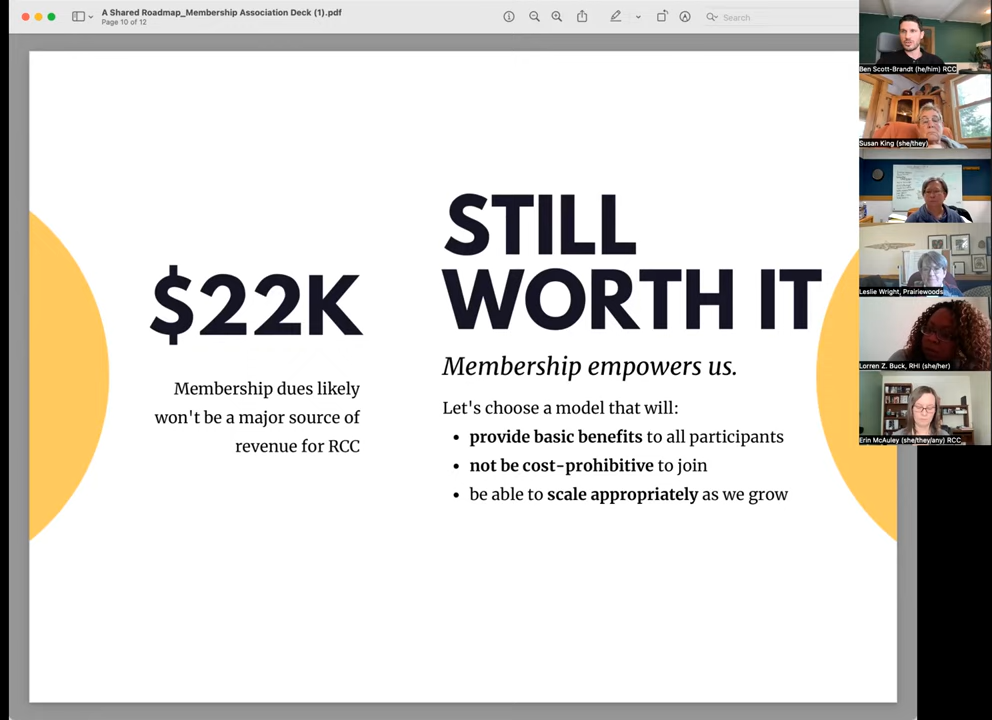 A Shared Roadmap_Membership Association Deck (1).pdf
Page 10 of 12
Search
$22K
Membership dues likely
won't be a major source of
revenue for RCC
STILL
WORTH IT
Membership empowers us.
Let's choose a model that will:
• provide basic benefits to all participants
• not be cost-prohibitive to join
• be able to scale appropriately as we grow
Ben Scott-Brandt (he/him) RCC
Susan King (she/they)
Leslie Wright, Prairiewoods
Lorren Z. Buck, RHI (she/her)
Erin McAuley (she/they/any) RCC